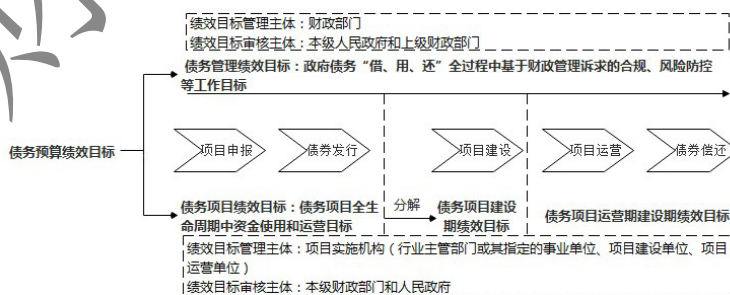 绩效目标管理主体：财政部门
绩效目标审核主体：本级人民政府和上级财政部门
债务管理绩效目标：政府债务“借、用、还”全过程中基于财政管理诉求的合规、风险防控
等工作目标
债务预算绩效目标
项目申报
债券发行
项目建设
项目运营
债券偿还
债务项目绩效目标：债务项目全生
命周期中资金使用和运营目标
分解
债务项目建设
期绩效目标
债务项目运营期建设期绩效目标
绩效目标管理主体：项目实施机构（行业主管部门或其指定的事业单位、项目建设单位、项目
运营单位）
绩效目标审核主体：本级财政部门和人民政府